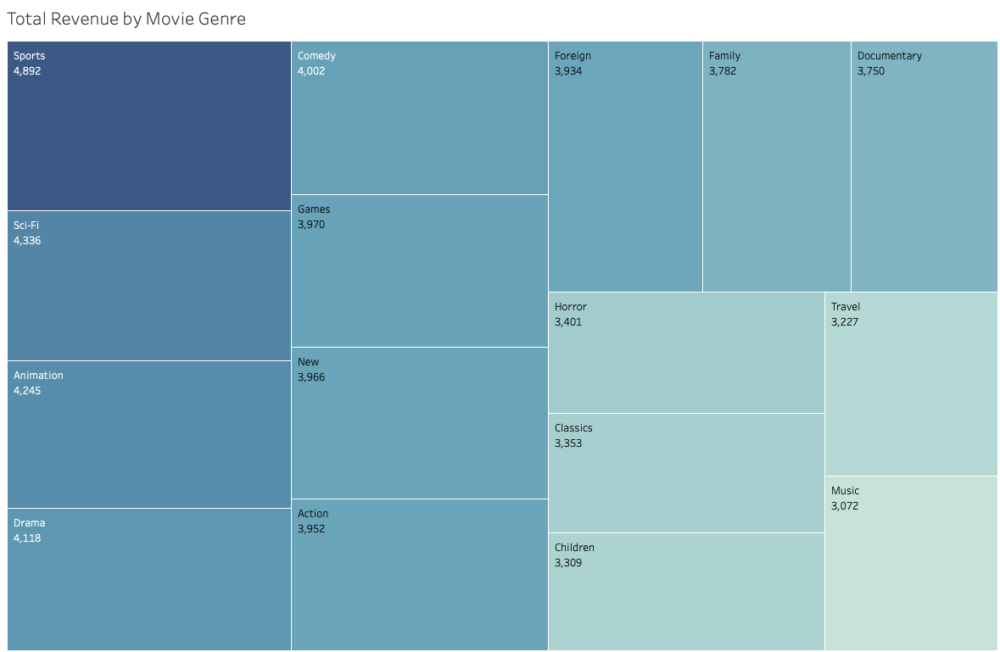 Total Revenue by Movie Genre
Sports
4,892
Sci-Fi
4,336
Animation
4,245
Drama
4,118
Comedy
4,002
Games
3,970
New
3,966
Action
3,952
Foreign
3,934
Family
3,782
Documentary
3,750
Horror
3,401
Classics
3,353
Children
3,309
Travel
3,227
Music
3,072